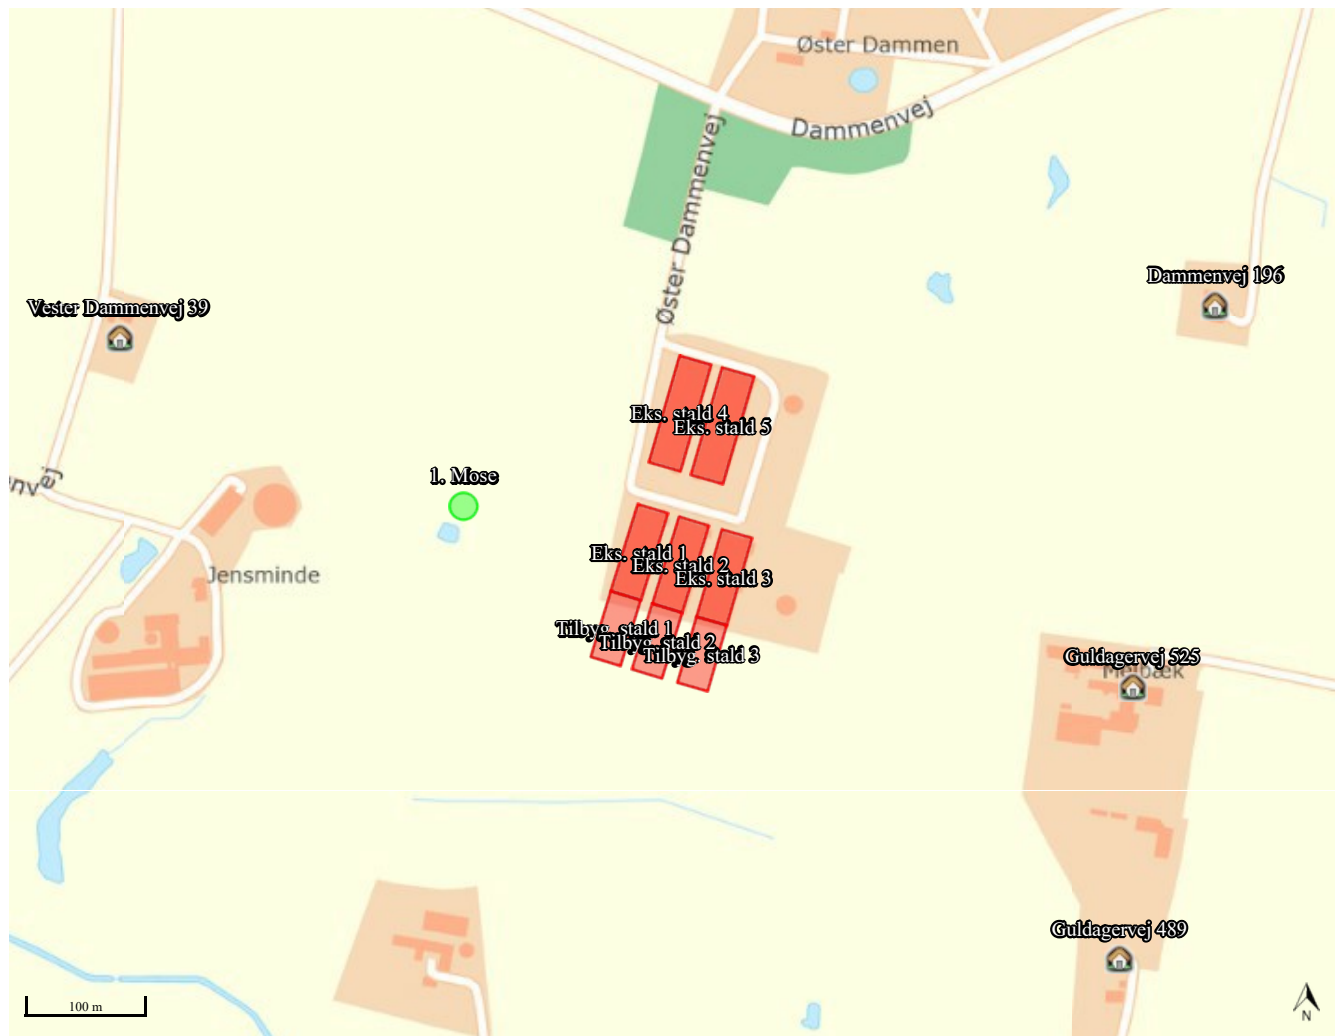 Øster Dammen
Dammenvej
Øster Dammenvej
Dammenvej 196
Vester Dammenvej 39
Eks. stald 4
Eks. stald 5
1. Mose
nvej
Eks. stald 1
Eks. stald 2
Eks. stald 3
Jensminde
Tilbyg. stald 1
Tilbyg. stald 2
Tilbyg. stald 3
Guldagervej 525
Guldagervej 489
100 m
N